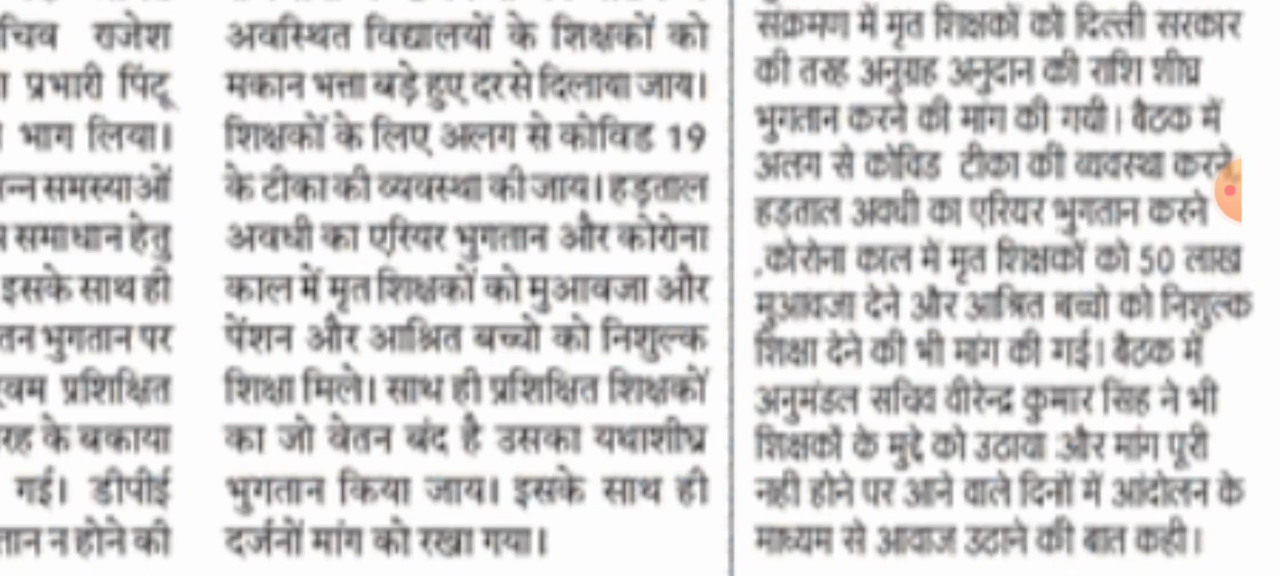 चिव राजेश
प्रभारी पिंटू
भाग लिया।
न्न समस्याओं
समाधान हेतु
इसके साथ ही
तन भुगतान पर
वम प्रशिक्षित
रह के बकाया
गई। डीपीई
तान न होने की
अवस्थित विद्यालयों के शिक्षकों को
मकान भत्ता बड़े हुए दर से दिलाया जाय।
शिक्षकों के लिए अलग से कोविड 19
के टीका की व्यवस्था की जाय। हड़ताल
अवधी का एरियर भुगतान और कोरोना
काल में मृत शिक्षकों को मुआवजा और
पेंशन और आश्रित बच्चो को निशुल्क
शिक्षा मिले। साथ ही प्रशिक्षित शिक्षकों
का जो वेतन बंद है उसका यथाशीघ्र
भुगतान किया जाय। इसके साथ ही
दर्जनों मांग को रखा गया।
संक्रमण में मृत शिक्षकों को दिल्ली सरकार
की तरह अनुग्रह अनुदान की राशि शीघ्र
भुगतान करने की मांग की गयी। बैठक में
अलग से कोविड टीका की व्यवस्था करने
हड़ताल अवधी का एरियर भुगतान करने
,कोरोना काल में मृत शिक्षकों को 50 लाख
मुआवजा देने और आश्रित बच्चो को निशुल्क
शिक्षा देने की भी मांग की गई। बैठक में
अनुमंडल सचिव वीरेन्द्र कुमार सिंह ने भी
शिक्षकों के मुद्दे को उठाया और मांग पूरी
नही होने पर आने वाले दिनों में आंदोलन के
माध्यम से आवाज उठाने की बात कही।